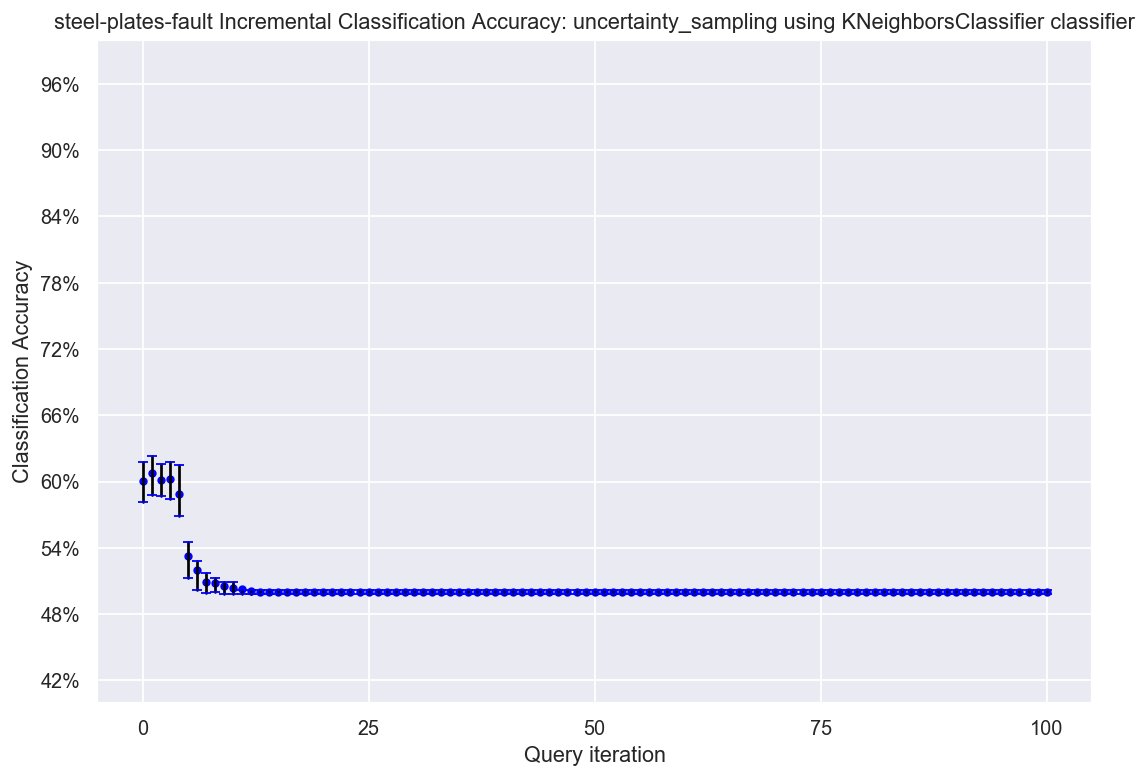 steel-plates-fault Incremental Classification Accuracy: uncertainty_sampling using KNeighborsClassifier classifier
96%
90%
84%
78%
72%
66%
60%
54%
48%
42%
Classification Accuracy
0 25 50 75 100
Query iteration